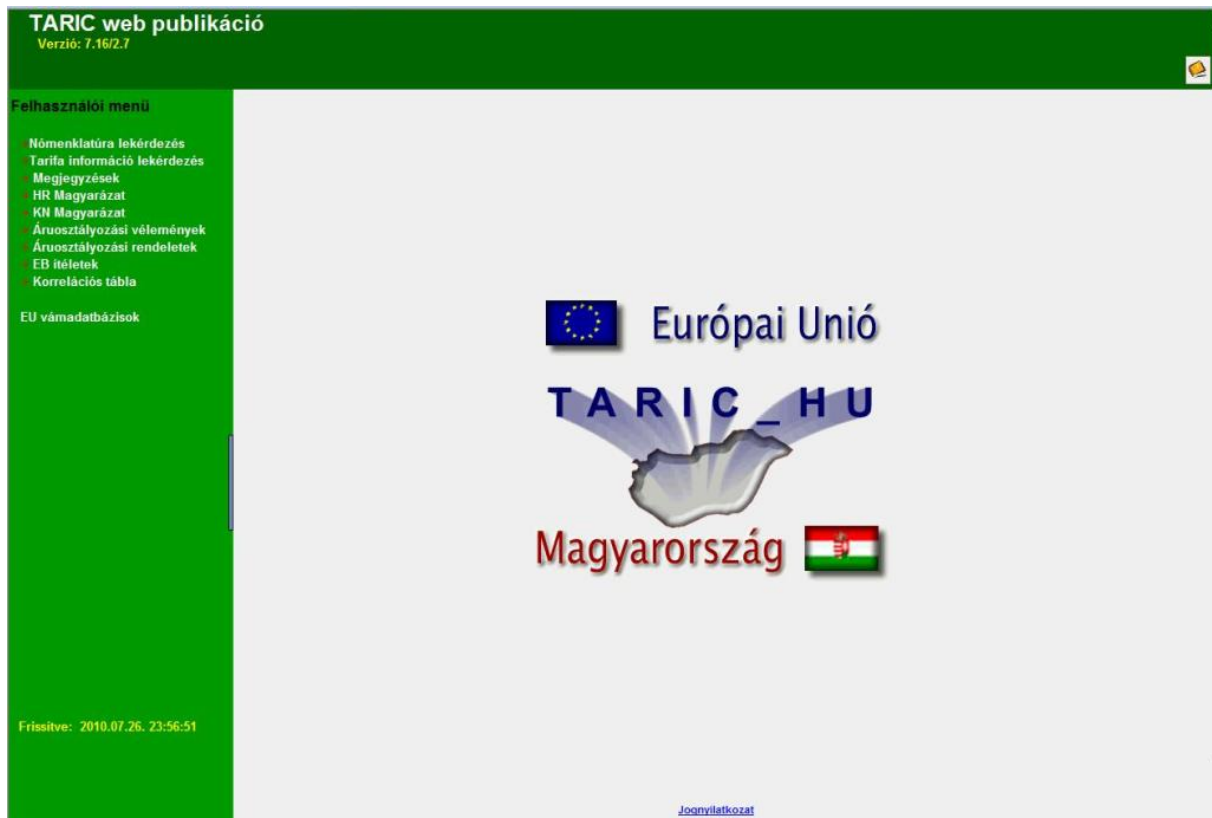 TARIC web publikáció
Verzió: 7.16/2.7
Felhasználói menü
Nómenklatúra lekérdezés
Tarifa információ lekérdezés
Megjegyzések
HR Magyarázat
KN Magyarázat
Áruosztályozási vélemények
Áruosztályozási rendeletek
EB ítéletek
Korrelációs tábla
EU vámadatbázisok
Európai Unió
TARIC_HU
Magyarország
Frissítve: 2010.07.26. 23:56:51
Jognyilatkozat